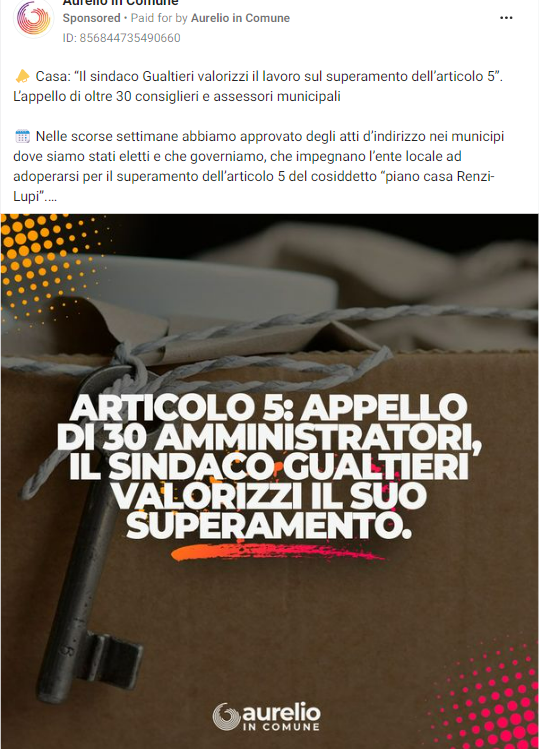 Aurelio in Comune
Sponsored • Paid for by Aurelio in Comune
ID: 856844735490660
Casa: “Il sindaco Gualtieri valorizzi il lavoro sul superamento dell’articolo 5”.
L’appello di oltre 30 consiglieri e assessori municipali
Nelle scorse settimane abbiamo approvato degli atti d’indirizzo nei municipi
dove siamo stati eletti e che governiamo, che impegnano l’ente locale ad
adoperarsi per il superamento dell’articolo 5 del cosiddetto “piano casa Renzi-
Lupi”....
ARTICOLO 5: APPELLO
DI 30 AMMINISTRATORI,
IL SINDACO GUALTIERI
VALORIZZI IL SUO
SUPERAMENTO.
aurelio
IN COMUNE